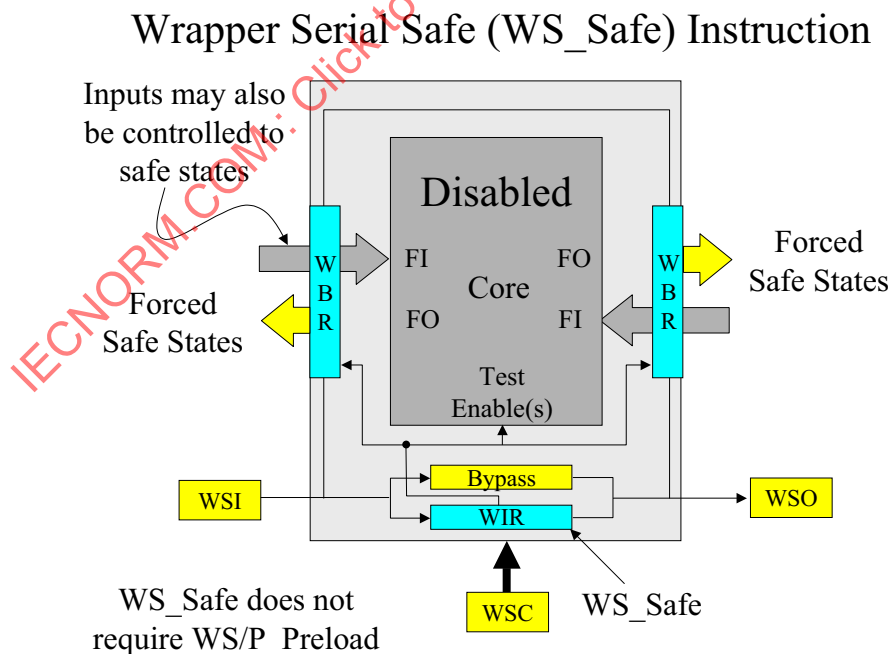 Wrapper Serial Safe (WS_Safe) Instruction
IECNORM.COM: Click to
Inputs may also
be controlled to
safe states
Disabled
W
B
R
FI
FO
Core
FO
FI
W
B
R
Forced
Safe States
Forced
Safe States
Test
Enable(s)
WSI
Bypass
WIR
WSO
WSC
WS_Safe
WS_Safe does not
require WS/P_Preload